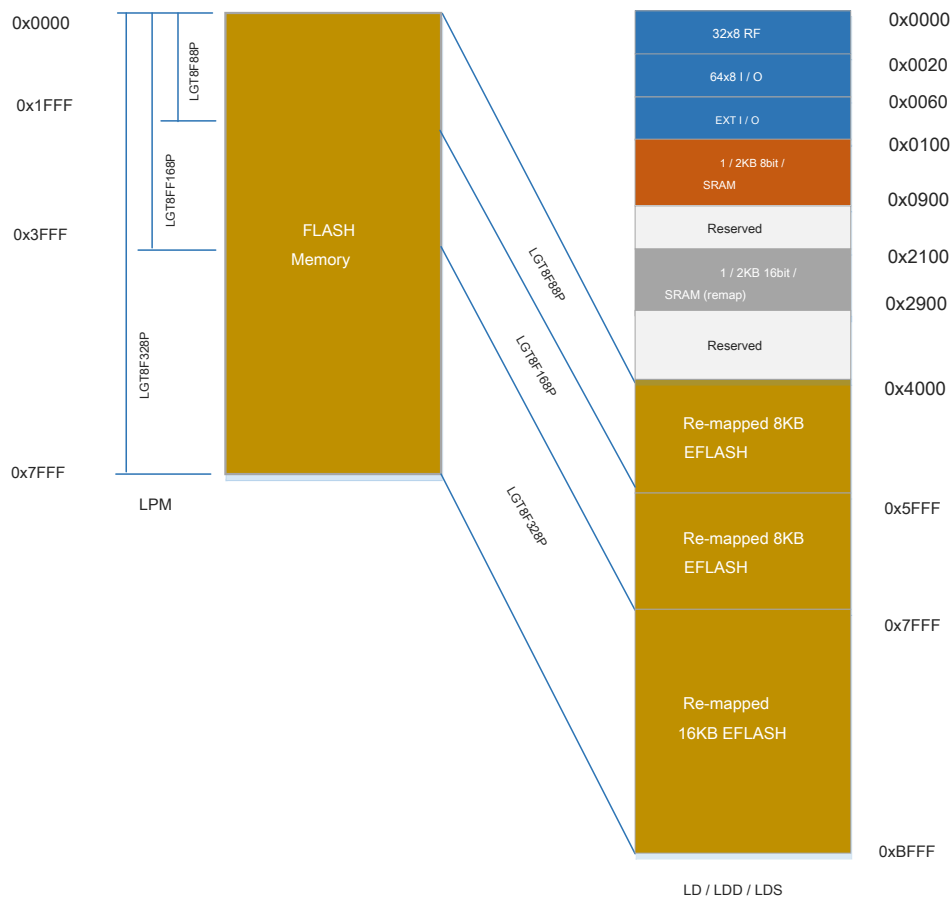 0x0000
0x1FFF
0x3FFF
0x7FFF
LPM
LGT8F88P
LGT8FF168P
LGT8F328P
FLASH
Memory
LGT8F88P
LGT8F168P
LGT8F328P
32x8 RF
64x8 I / O
EXT I / O
1 / 2KB 8bit /
SRAM
Reserved
1 / 2KB 16bit /
SRAM (remap)
Reserved
Re-mapped 8KB
EFLASH
Re-mapped 8KB
EFLASH
Re-mapped
16KB EFLASH
0x0000
0x0020
0x0060
0x0100
0x0900
0x2100
0x2900
0x4000
0x5FFF
0x7FFF
0xBFFF
LD / LDD / LDS